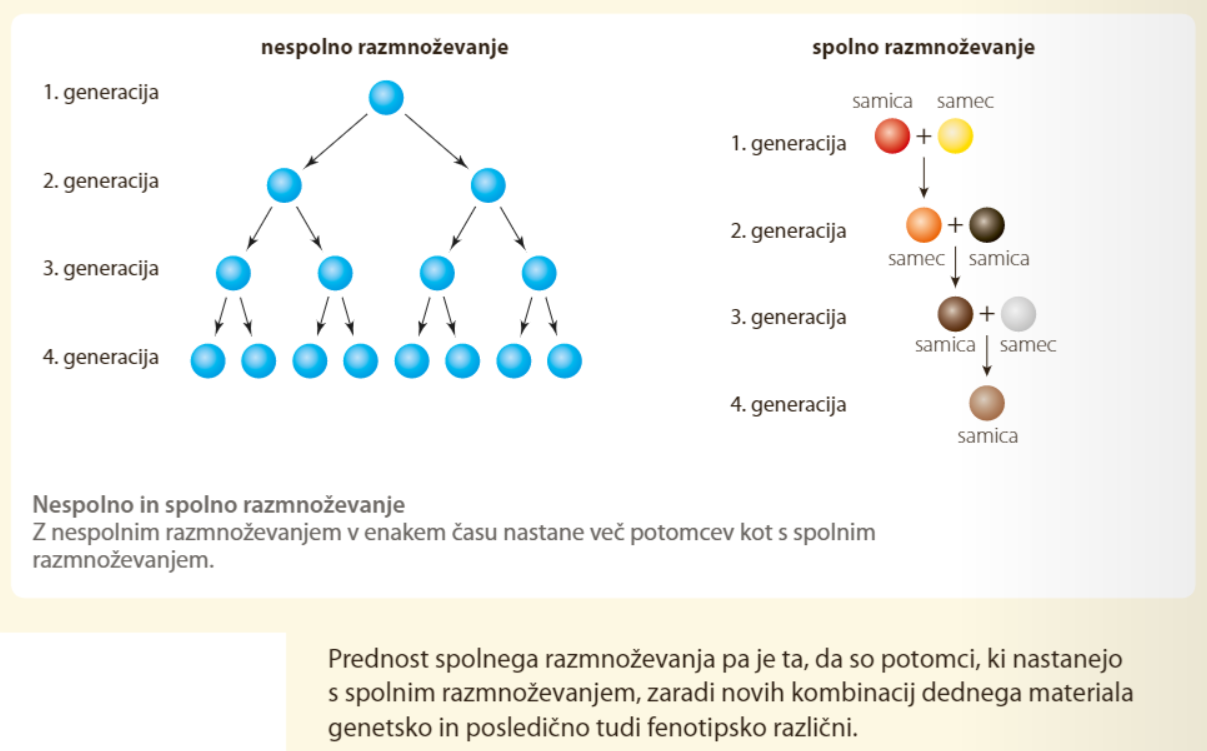 nespolno razmnoževanje
1. generacija
2. generacija
3. generacija
4. generacija
spolno razmnoževanje
samica samec
1. generacija
+
2. generacija
+
samec samica
3. generacija
+
samica samec
4. generacija
samica
Nespolno in spolno razmnoževanje
Z nespolnim razmnoževanjem v enakem času nastane več potomcev kot s spolnim
razmnoževanjem.
Prednost spolnega razmnoževanja pa je ta, da so potomci, ki nastanejo
s spolnim razmnoževanjem, zaradi novih kombinacij dednega materiala
genetsko in posledično tudi fenotipsko različni.